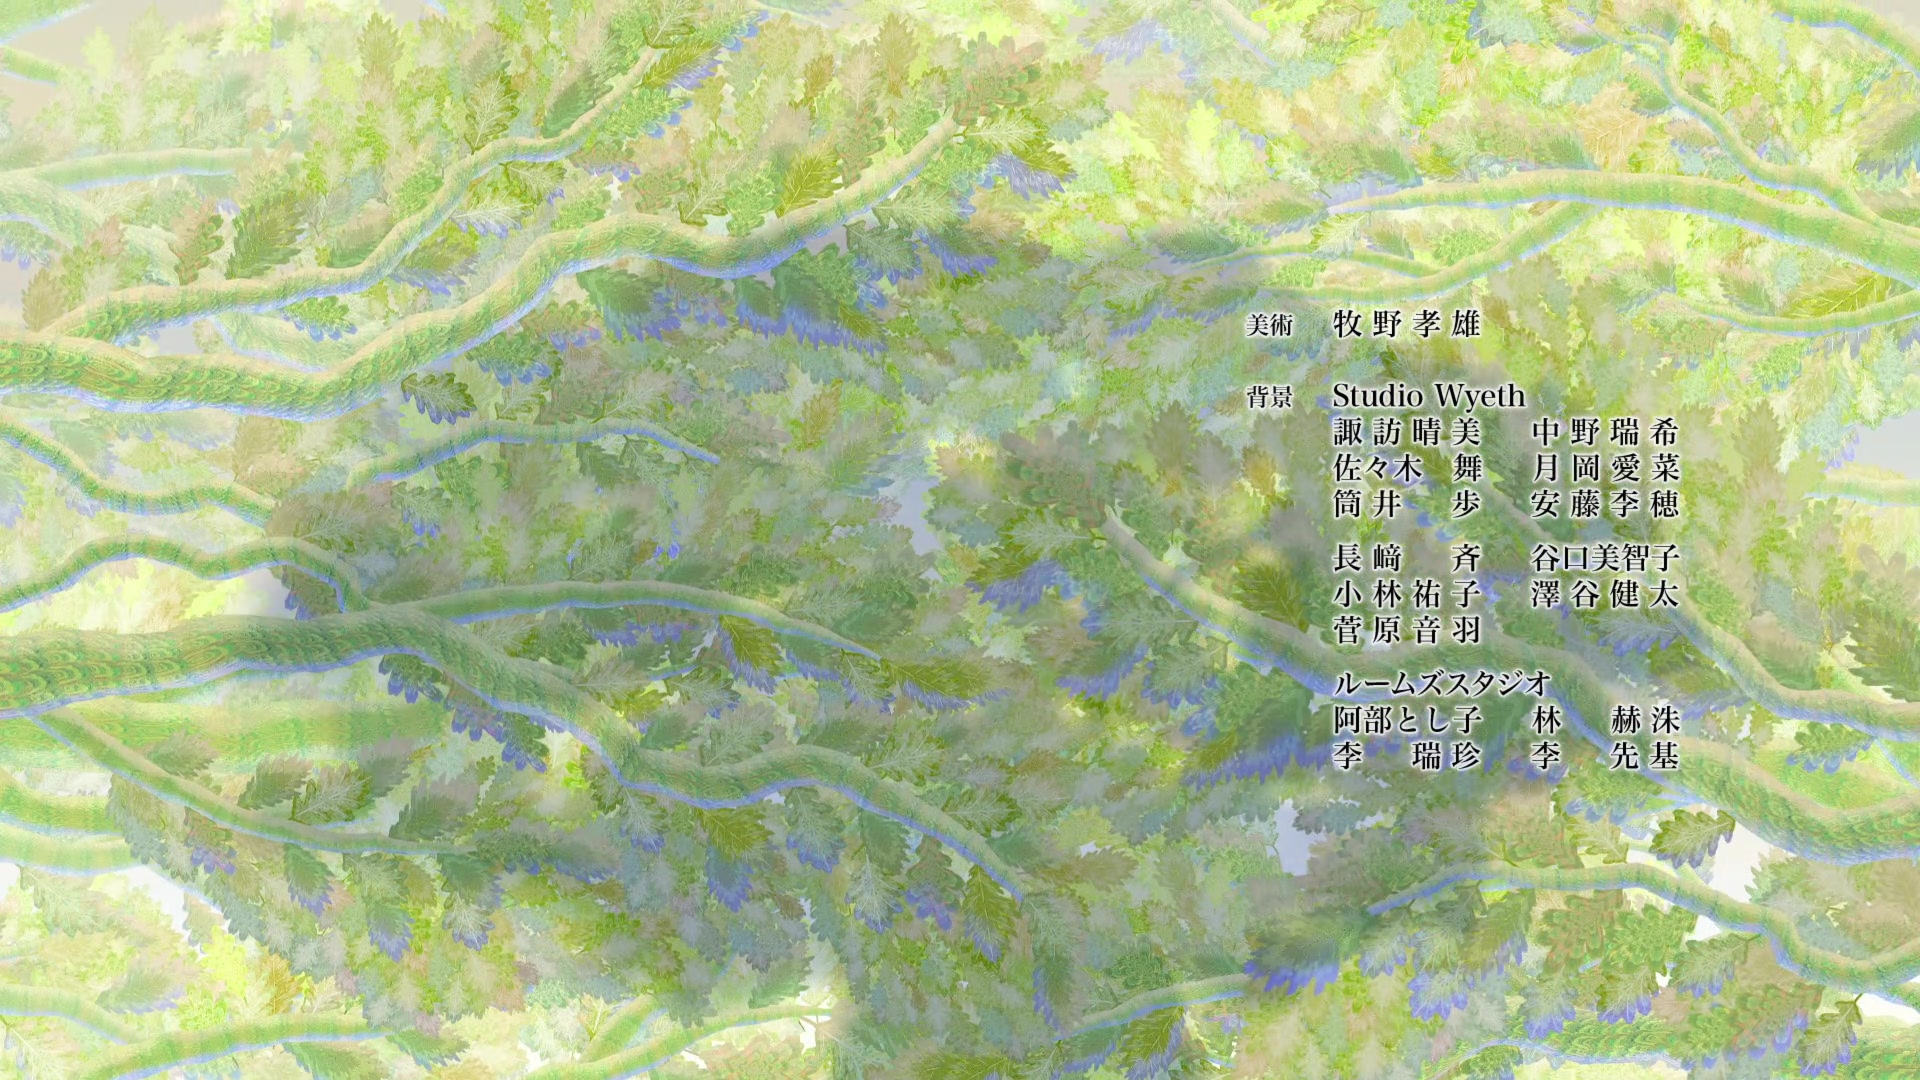 美術 牧野孝雄
背景 Studio Wyeth
諏訪晴美 中野瑞希
佐々木 舞 月岡愛菜
筒井 歩 安藤李穂
長﨑 斉 谷口美智子
小林祐子 澤谷健太
菅原音羽
ルームズスタジオ
阿部とし子 林 赫洙
李 瑞珍 李 先基